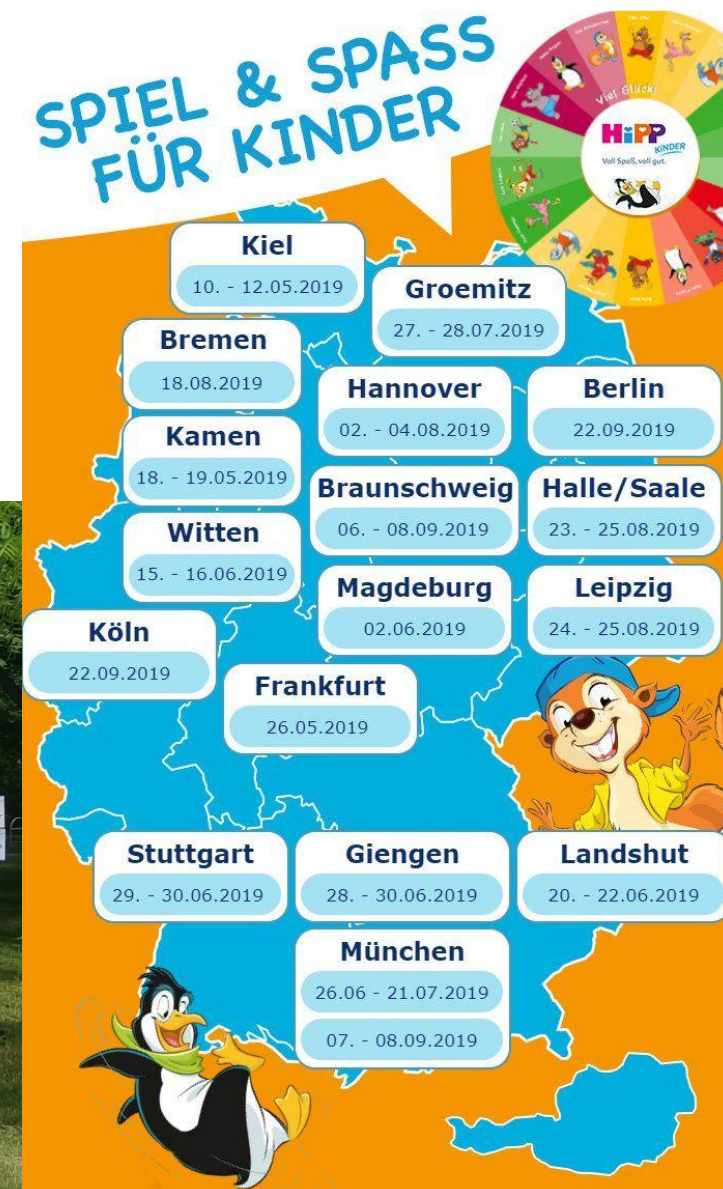 SPIEL & SPASS
FÜR KINDER
Viel Glück!
HiPP
KINDER
Voll Spaß, voll gut.
Kiel
10. - 12.05.2019
Groemitz
27. - 28.07.2019
Bremen
18.08.2019
Hannover
02. - 04.08.2019
Berlin
22.09.2019
Kamen
18. - 19.05.2019
Braunschweig
06. - 08.09.2019
Halle/Saale
23. - 25.08.2019
Witten
15. - 16.06.2019
Magdeburg
02.06.2019
Leipzig
24. - 25.08.2019
Köln
22.09.2019
Frankfurt
26.05.2019
Stuttgart
29. - 30.06.2019
Giengen
28. - 30.06.2019
Landshut
20. - 22.06.2019
München
26.06 - 21.07.2019
07. - 08.09.2019